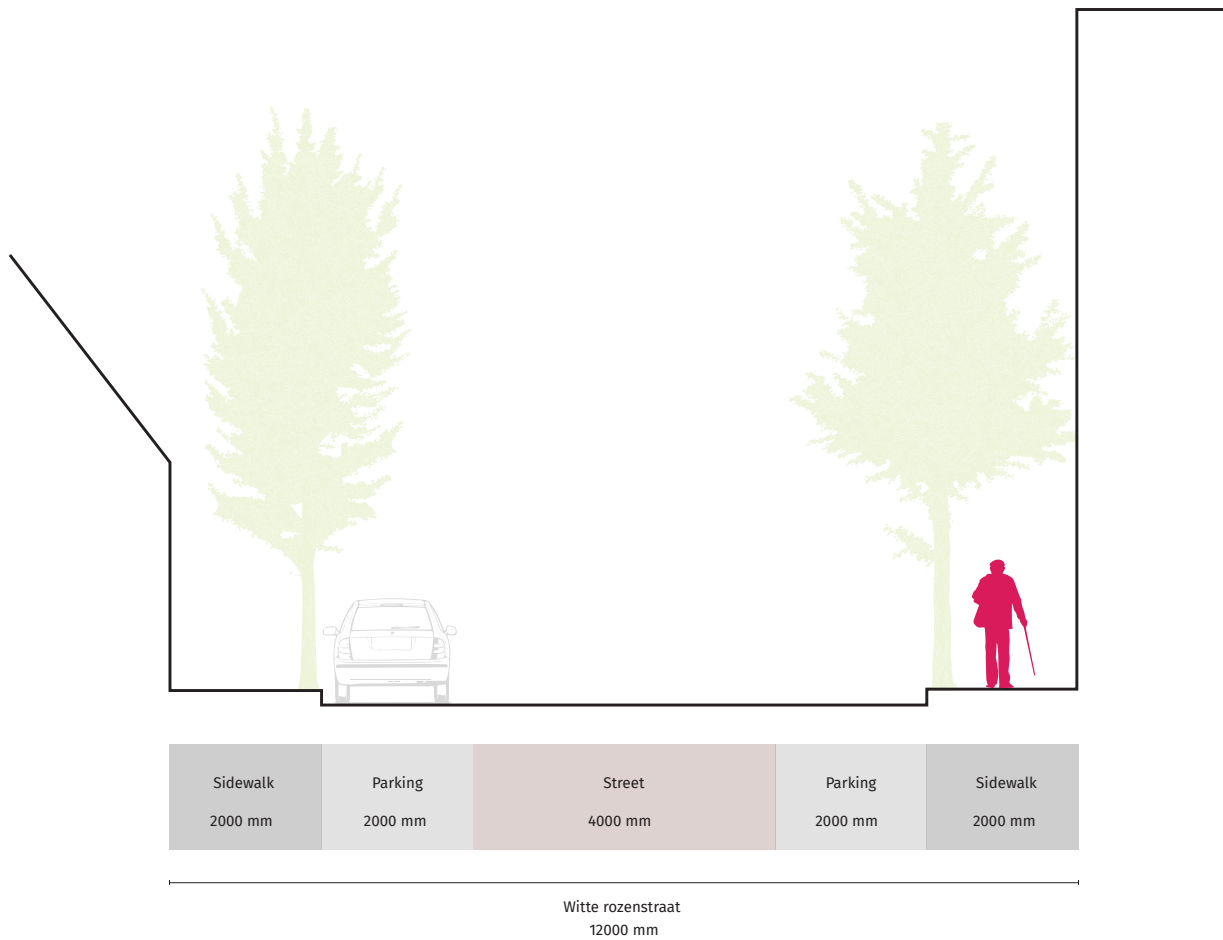 Sidewalk
2000 mm
Parking
2000 mm
Street
4000 mm
Parking
2000 mm
Sidewalk
2000 mm
Witte rozenstraat
12000 mm